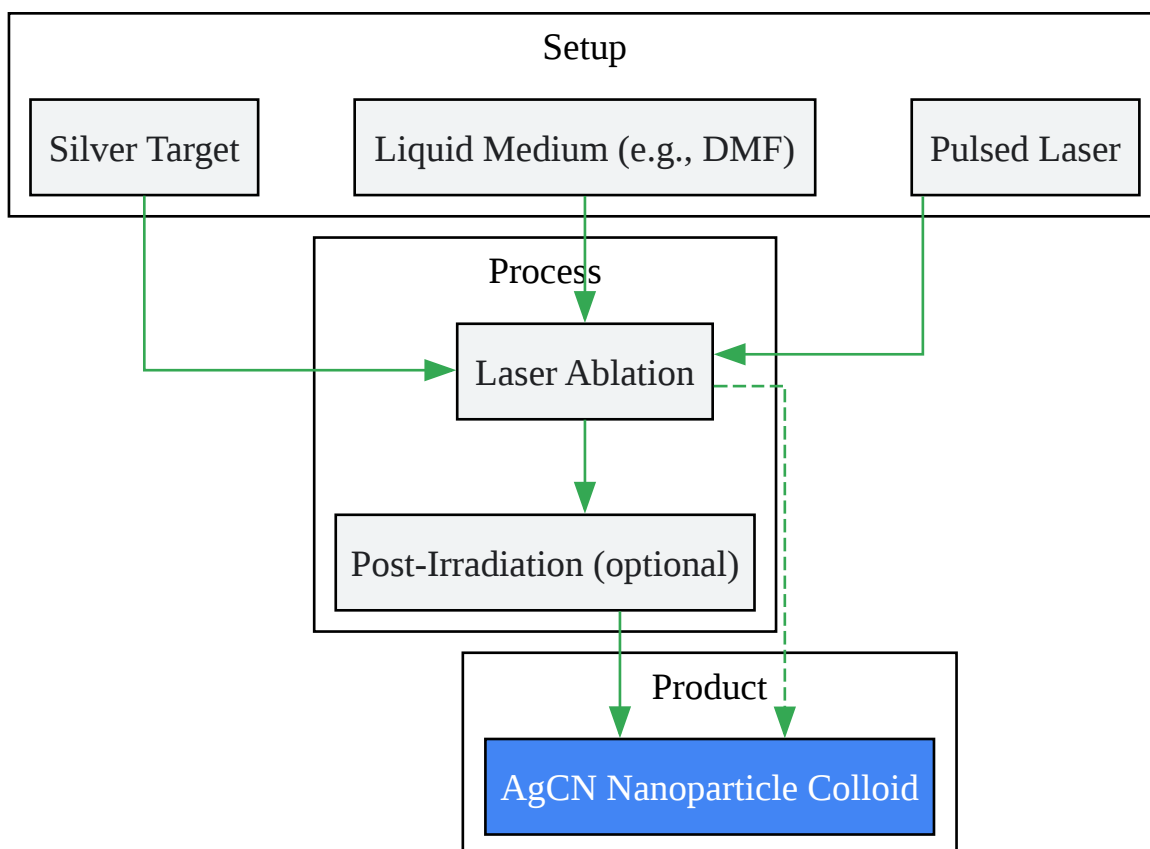 Setup
Silver Target
Liquid Medium (e.g., DMF)
Pulsed Laser
Process
Laser Ablation
Post-Irradiation (optional)
Product
AgCN Nanoparticle Colloid